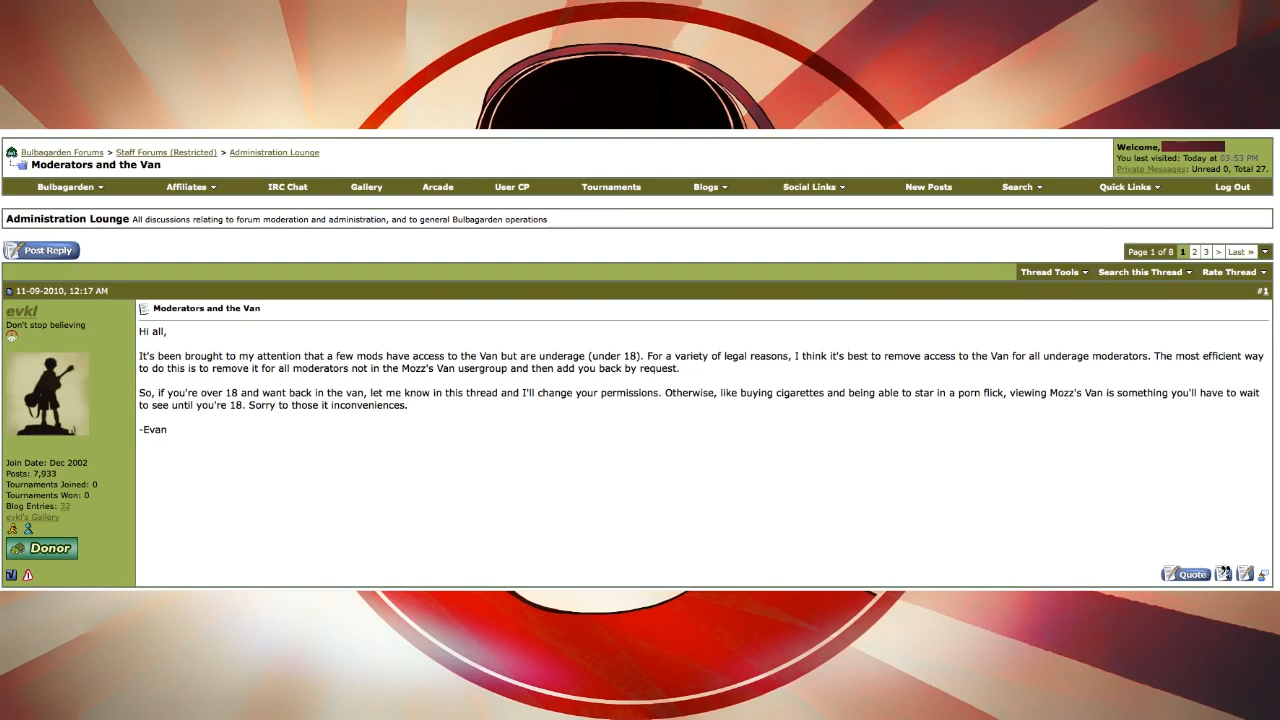 Bulbagarden Forums > Staff Forums (Restricted) > Administration Lounge
Moderators and the Van
Welcome,
You last visited: Today at 03:53 PM
Private Messages: Unread 0, Total 27.
Bulbagarden Affiliates IRC Chat Gallery Arcade User CP Tournaments Blogs Social Links New Posts Search Quick Links Log Out
Administration Lounge All discussions relating to forum moderation and administration, and to general Bulbagarden operations
Post Reply
Page 1 of 8 1 2 3 > Last »
Thread Tools Search this Thread Rate Thread
11-09-2010, 12:17 AM #1
evkl
Don't stop believing
Join Date: Dec 2002
Posts: 7,933
Tournaments Joined: 0
Tournaments Won: 0
Blog Entries: 32
evkl's Gallery
Donor
Moderators and the Van
Hi all,
It's been brought to my attention that a few mods have access to the Van but are underage (under 18). For a variety of legal reasons, I think it's best to remove access to the Van for all underage moderators. The most efficient way
to do this is to remove it for all moderators not in the Mozz's Van usergroup and then add you back by request.
So, if you're over 18 and want back in the van, let me know in this thread and I'll change your permissions. Otherwise, like buying cigarettes and being able to star in a porn flick, viewing Mozz's Van is something you'll have to wait
to see until you're 18. Sorry to those it inconveniences.
-Evan
Quote